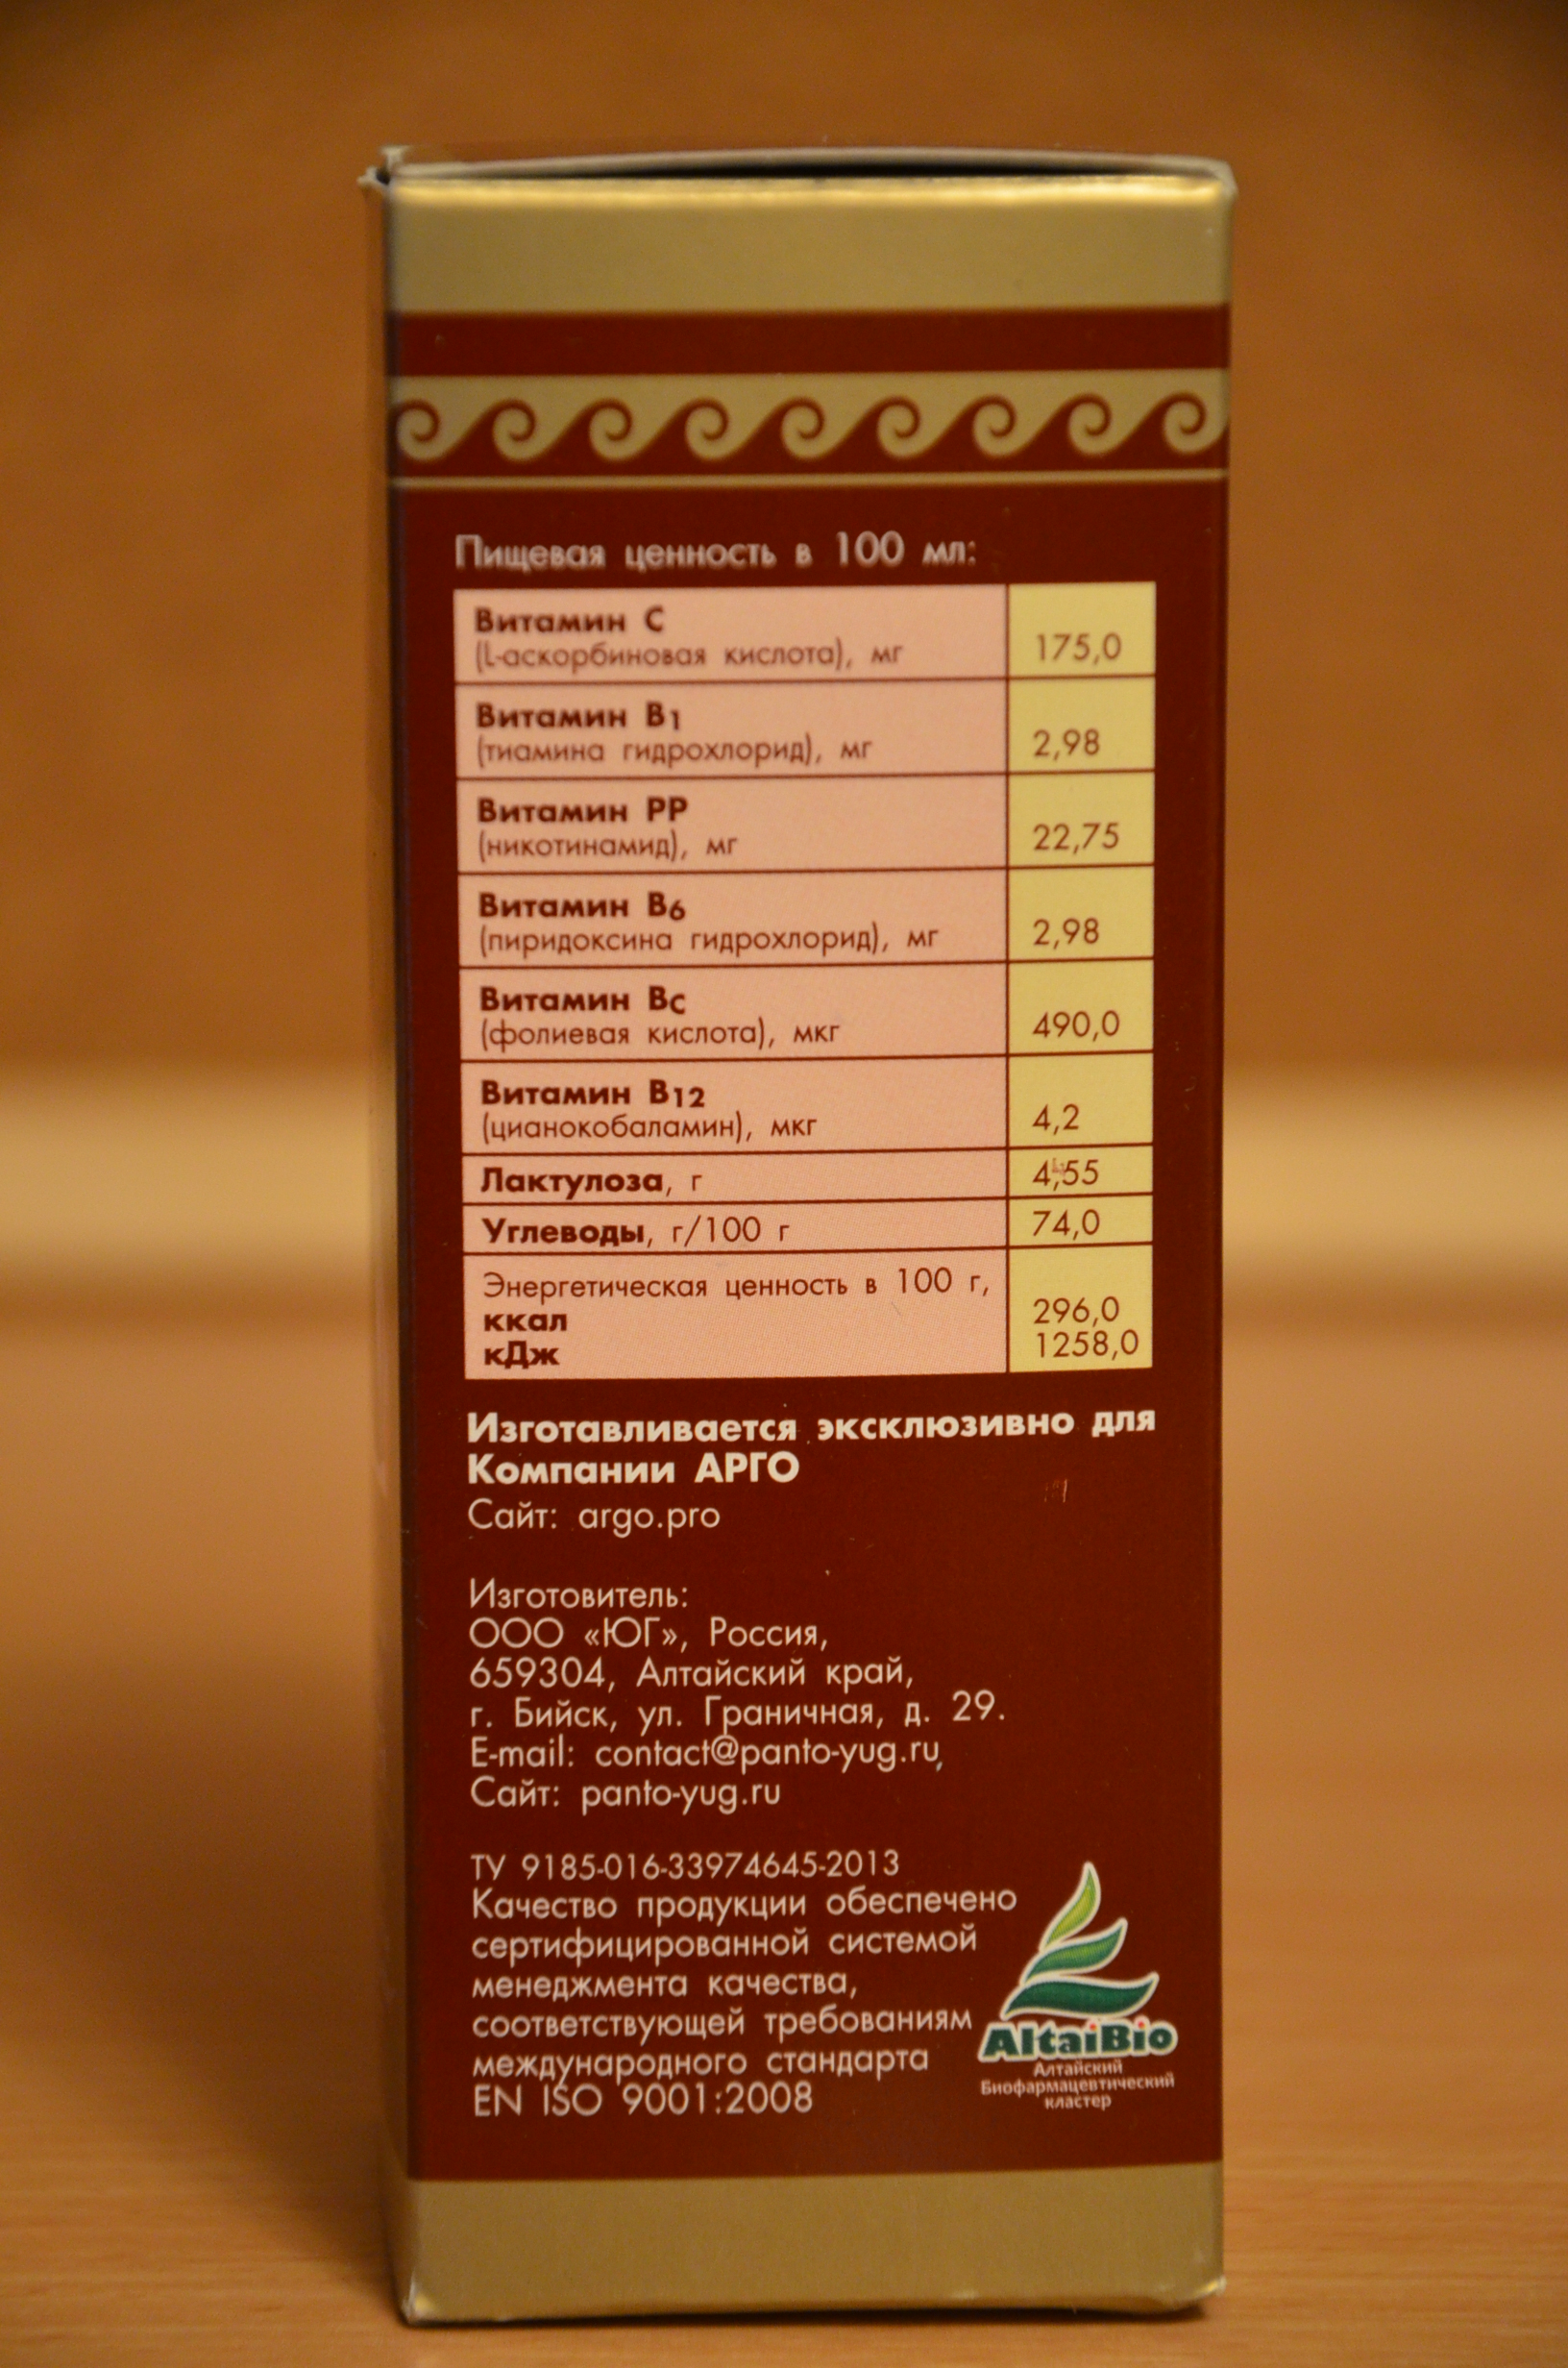 Пищевая ценность в 100 мл:
Витамин С
(L-аскорбиновая кислота), мг 175,0
Витамин В1
(тиамина гидрохлорид), мг 2,98
Витамин РР
(никотинамид), мг 22,75
Витамин В6
(пиридоксина гидрохлорид), мг 2,98
Витамин Вс
(фолиевая кислота), мкг 490,0
Витамин В12
(цианокобаламин), мкг 4,2
Лактулоза, г 4,55
Углеводы, г/100 г 74,0
Энергетическая ценность в 100 г,
ккал 296,0
кДж 1258,0
Изготавливается эксклюзивно для
Компании АРГО
Сайт: argo.pro
Изготовитель:
ООО «ЮГ», Россия,
659304, Алтайский край,
г. Бийск, ул. Граничная, д. 29.
E-mail: contact@panto-yug.ru,
Сайт: panto-yug.ru
ТУ 9185-016-33974645-2013
Качество продукции обеспечено
сертифицированной системой
менеджмента качества,
соответствующей требованиям
международного стандарта
EN ISO 9001:2008
AltaiBio
Алтайский
Биофармацевтический
кластер